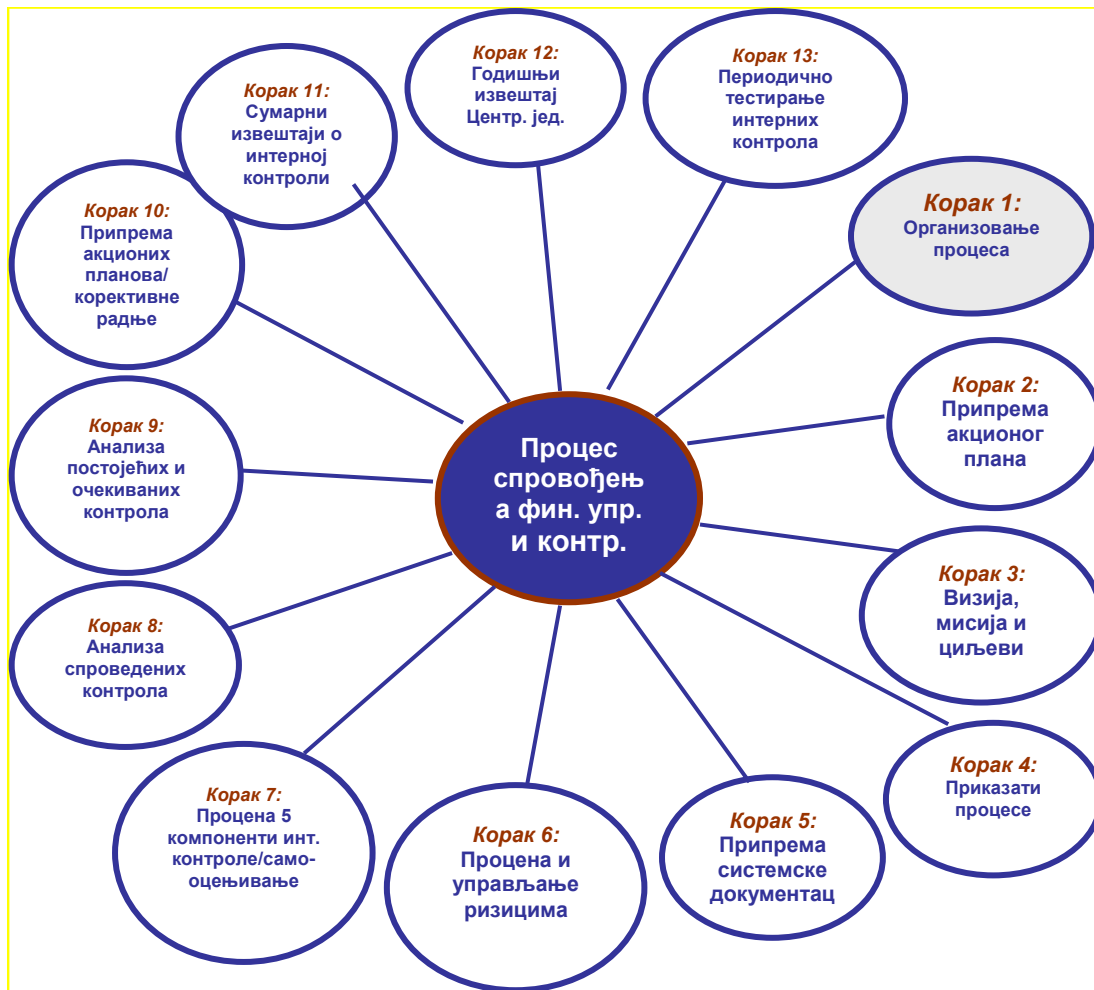 Процес
спровођењ
а фин. упр.
и контр.
Корак 1:
Организовање
процеса
Корак 2:
Припрема
акционог
плана
Корак 3:
Визија,
мисија и
циљеви
Корак 4:
Приказати
процесе
Корак 5:
Припрема
системске
документац
Корак 6:
Процена и
управљање
ризицима
Корак 7:
Процена 5
компоненти инт.
контроле/само-
оцењивање
Корак 8:
Анализа
спроведених
контрола
Корак 9:
Анализа
постојећих и
очекиваних
контрола
Корак 10:
Припрема
акционих
планова/
корективне
радње
Корак 11:
Сумарни
извештаји о
интерној
контроли
Корак 12:
Годишњи
извештај
Центр. јед.
Корак 13:
Периодично
тестирање
интерних
контрола